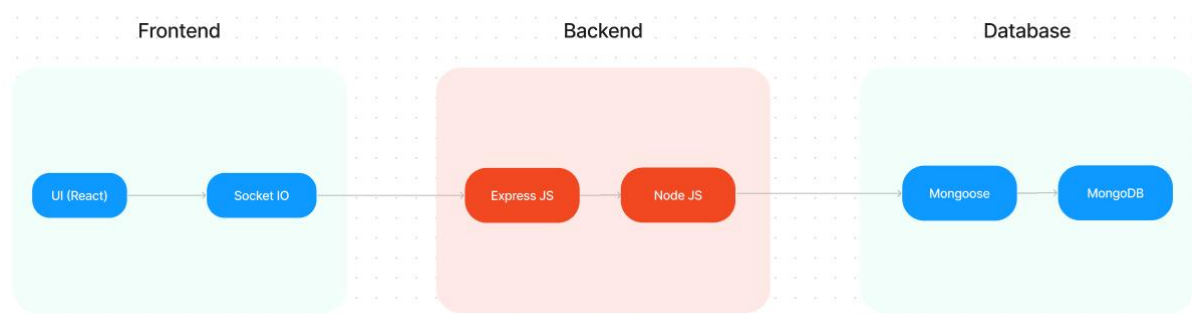 Frontend
Backend
Database
UI (React)
Socket IO
Express JS
Node JS
Mongoose
MongoDB